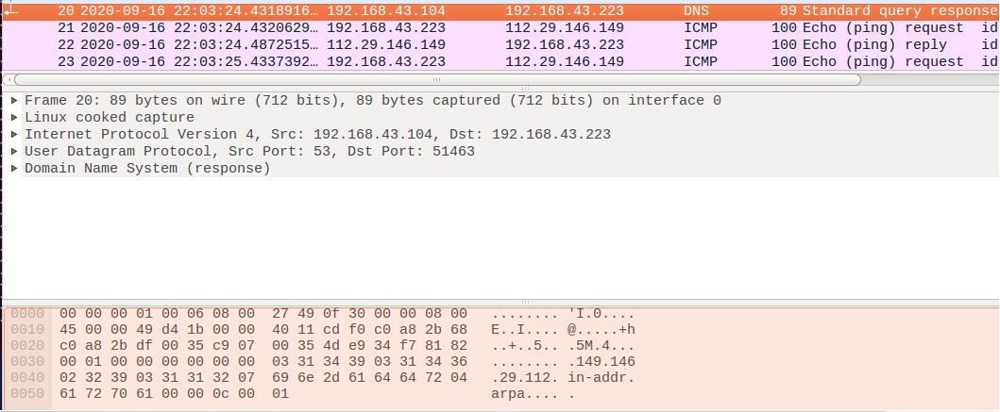 20 2020-09-16 22:03:24.4318916… 192.168.43.104 192.168.43.223 DNS 89 Standard query response
21 2020-09-16 22:03:24.4320629… 192.168.43.223 112.29.146.149 ICMP 100 Echo (ping) request id
22 2020-09-16 22:03:24.4872515… 112.29.146.149 192.168.43.223 ICMP 100 Echo (ping) reply id
23 2020-09-16 22:03:25.4337392… 192.168.43.223 112.29.146.149 ICMP 100 Echo (ping) request id
Frame 20: 89 bytes on wire (712 bits), 89 bytes captured (712 bits) on interface 0
Linux cooked capture
Internet Protocol Version 4, Src: 192.168.43.104, Dst: 192.168.43.223
User Datagram Protocol, Src Port: 53, Dst Port: 51463
Domain Name System (response)
0000 00 00 00 01 00 06 08 00 27 49 0f 30 00 00 08 00 ........ 'I.0....
0010 45 00 00 49 d4 1b 00 00 40 11 cd f0 c0 a8 2b 68 E..I.... @.....+h
0020 c0 a8 2b df 00 35 c9 07 00 35 4d e9 34 f7 81 82 ..+..5.. .5M.4...
0030 00 01 00 00 00 00 00 00 03 31 34 39 03 31 34 36 ........ .149.146
0040 02 32 39 03 31 31 32 07 69 6e 2d 61 64 64 72 04 .29.112. in-addr.
0050 61 72 70 61 00 00 0c 00 01 arpa.... .